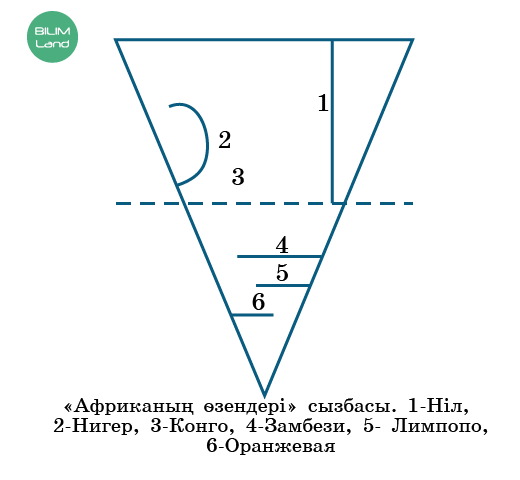 BILIM
Land
1
2
3
4
5
6
«Африканың өзендері» сызбасы. 1-Ніл,
2-Нигер, 3-Конго, 4-Замбези, 5- Лимпопо,
6-Оранжевая